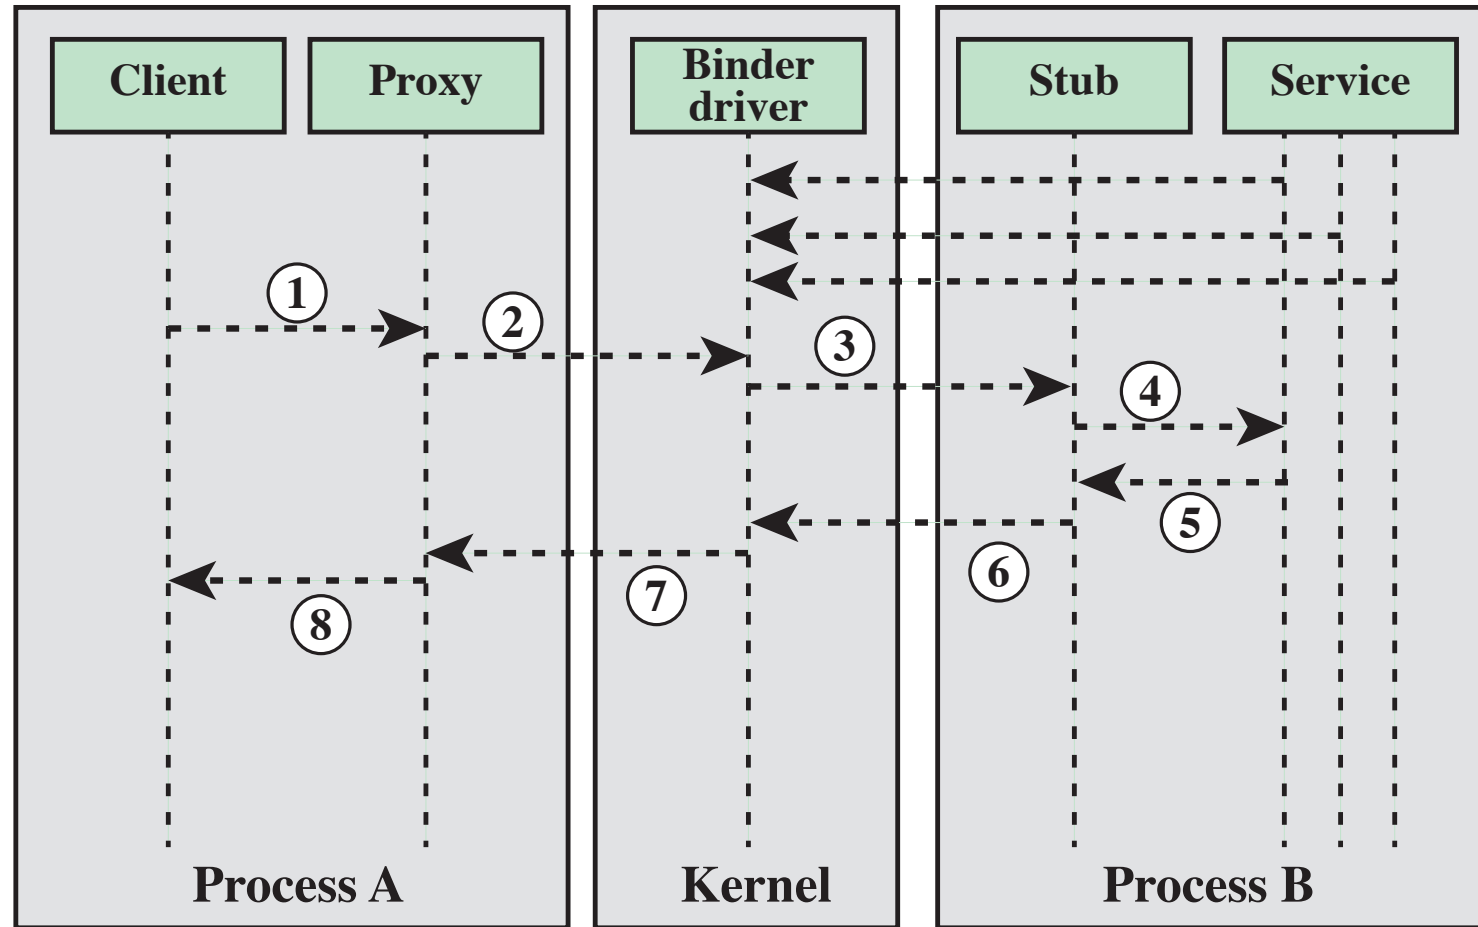 Client
Proxy
Binder
driver
Stub
Service
1
2
3
4
5
6
7
8
Process A
Kernel
Process B